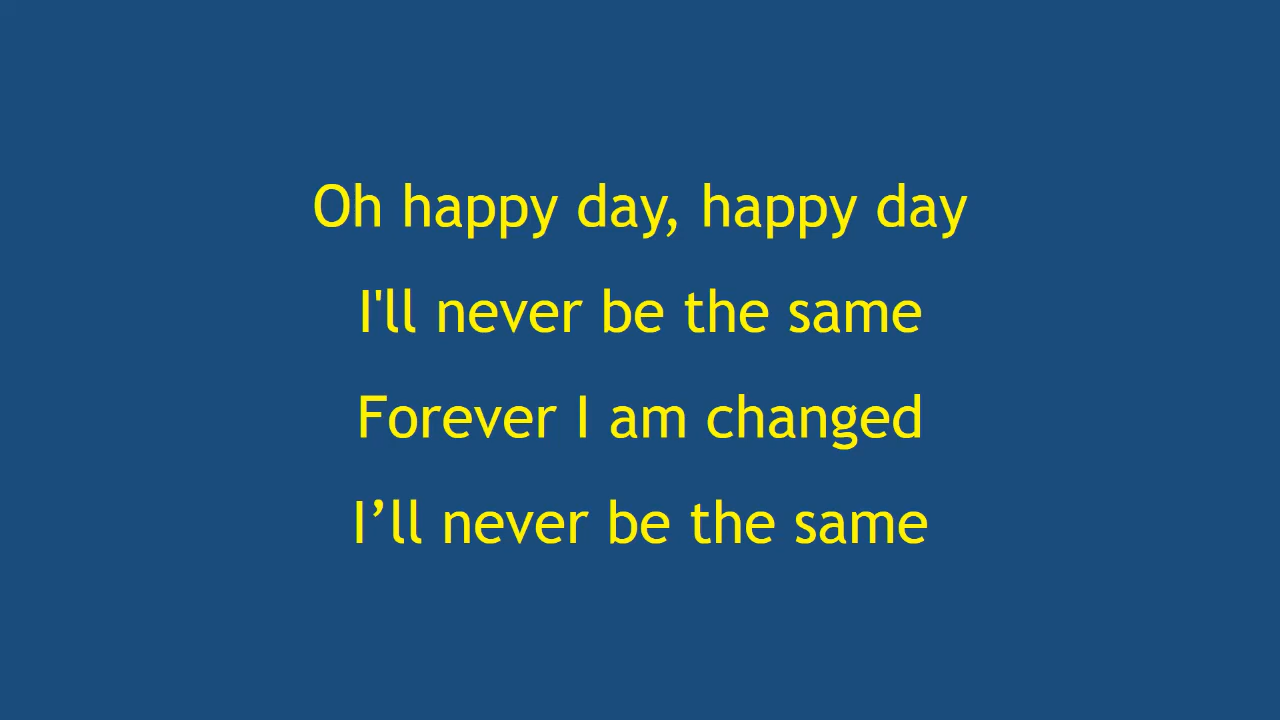 Oh happy day, happy day
I'll never be the same
Forever I am changed
I’ll never be the same